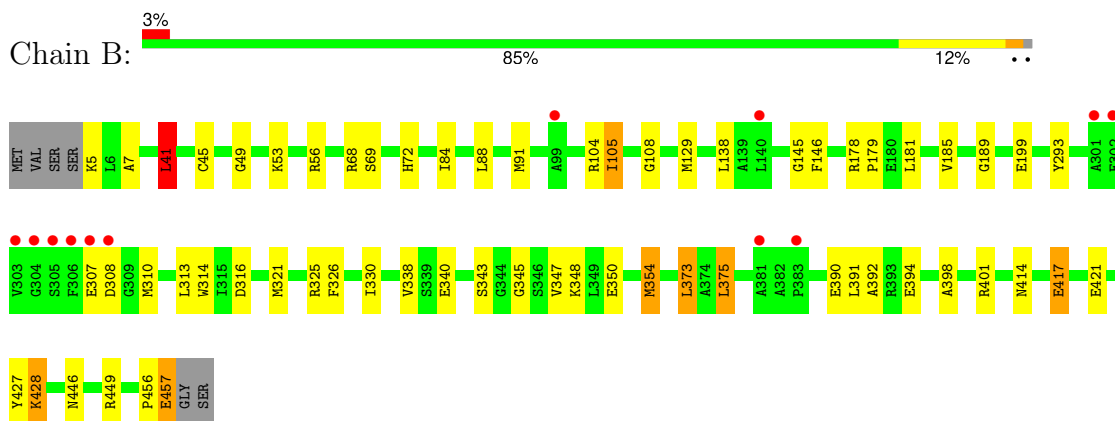 3%
Chain B:
85% 12% • •
MET VAL SER SER K5 L6 A7 L41 C45 G49 K53 R56 R68 S69 H72 I84 L88 M91 A99 R104 I105 G108 M129 L138 A139 L140 G145 F146 R178 P179 E180 L181 V185 G189 E199 Y293 A301 E302
V303 G304 S305 F306 E307 D308 G309 M310 L313 W314 I315 D316 M321 R325 F326 I330 V338 S339 E340 S343 G344 G345 S346 V347 K348 L349 E350 M354 L373 A374 L375 A381 A382 P383 E390 L391 A392 R393 E394 A398 R401 N414 E417 E421
Y427 K428 N446 R449 P456 E457 GLY SER